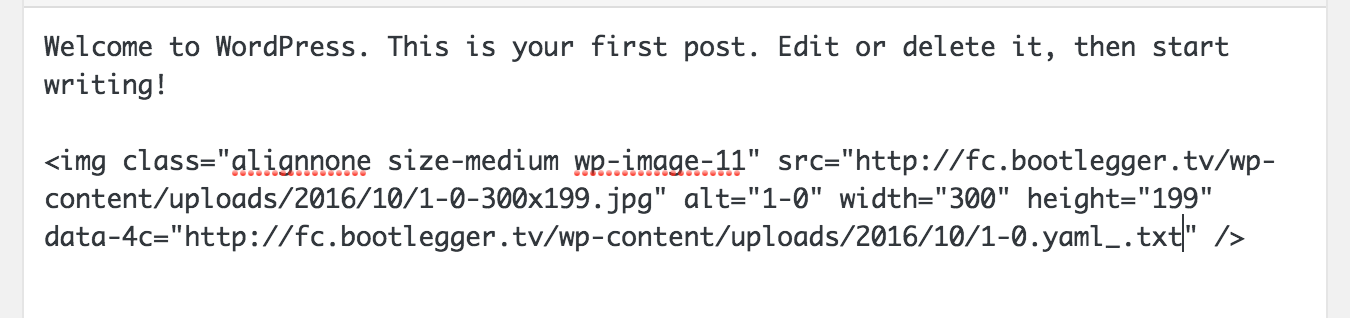 Welcome to WordPress. This is your first post. Edit or delete it, then start
writing!
<img class="alignnone size-medium wp-image-11" src="http://fc.bootlegger.tv/wp-
content/uploads/2016/10/1-0-300x199.jpg" alt="1-0" width="300" height="199"
data-4c="http://fc.bootlegger.tv/wp-content/uploads/2016/10/1-0.yaml_.txt" />